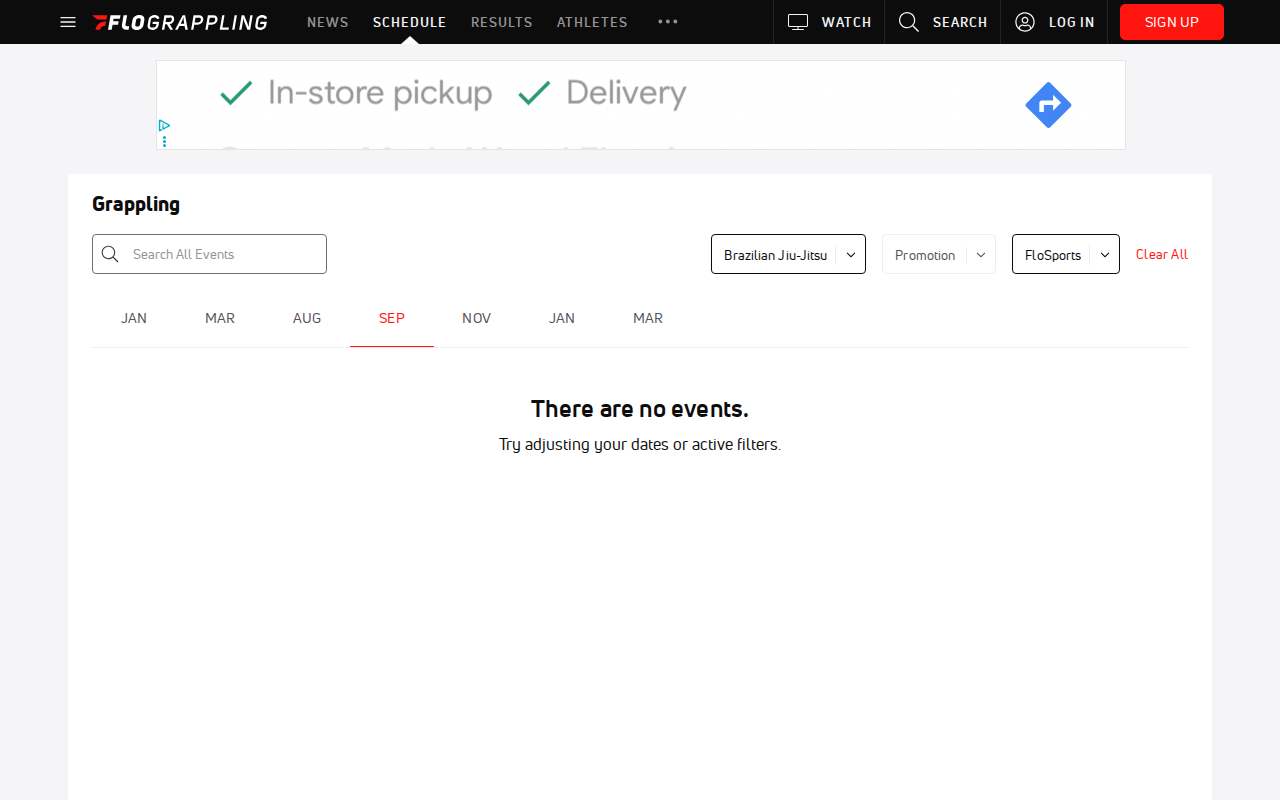 FLOGRAPPLING NEWS SCHEDULE RESULTS ATHLETES WATCH SEARCH LOG IN SIGN UP
In-store pickup Delivery
Grappling
Search All Events Brazilian Jiu-Jitsu Promotion FloSports Clear All
JAN MAR AUG SEP NOV JAN MAR
There are no events.
Try adjusting your dates or active filters.